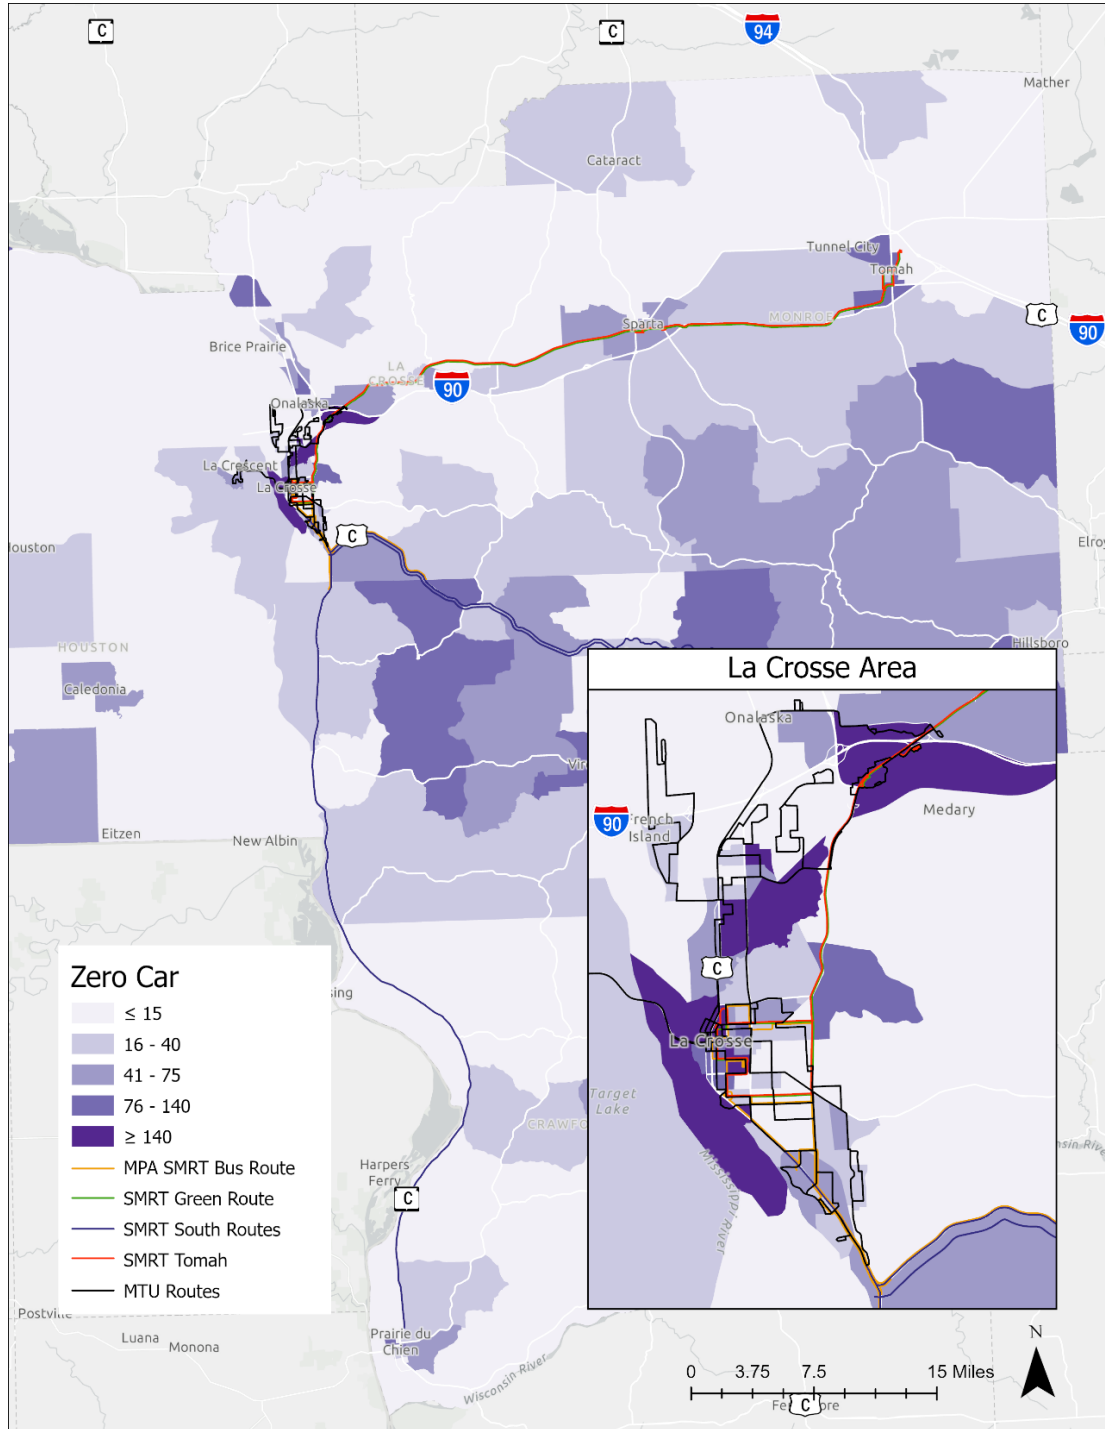 C
C
94
Mather
Cataract
Tunnel City
Tomah
C
90
Sparta
MONROE
Brice Prairie
LA
CROSSE
90
Onalaska
La Crescent
La Crosse
C
Houston
Elroy
HOUSTON
Hillsboro
Caledonia
Viro
Eitzen
New Albin
La Crosse Area
Onalaska
90
French
Island
Medary
C
La Crosse
Target
Lake
Mississippi River
Zero Car
≤ 15
16 - 40
41 - 75
76 - 140
≥ 140
MPA SMRT Bus Route
SMRT Green Route
SMRT South Routes
SMRT Tomah
MTU Routes
sing
CRAWFO
nsin River
Harpers
Ferry
C
Postville
Luana
Monona
Prairie du
Chien
Wisconsin River
N
0 3.75 7.5 15 Miles
C